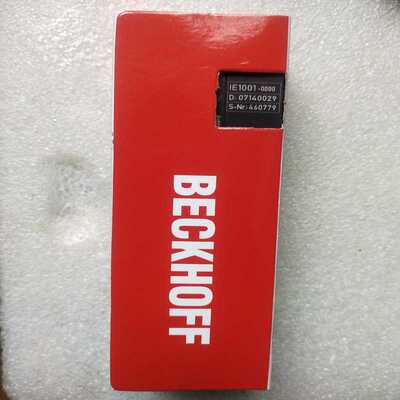 IE1001-0000
D: 07140029
S-Nr: 460779
BECKHOFF